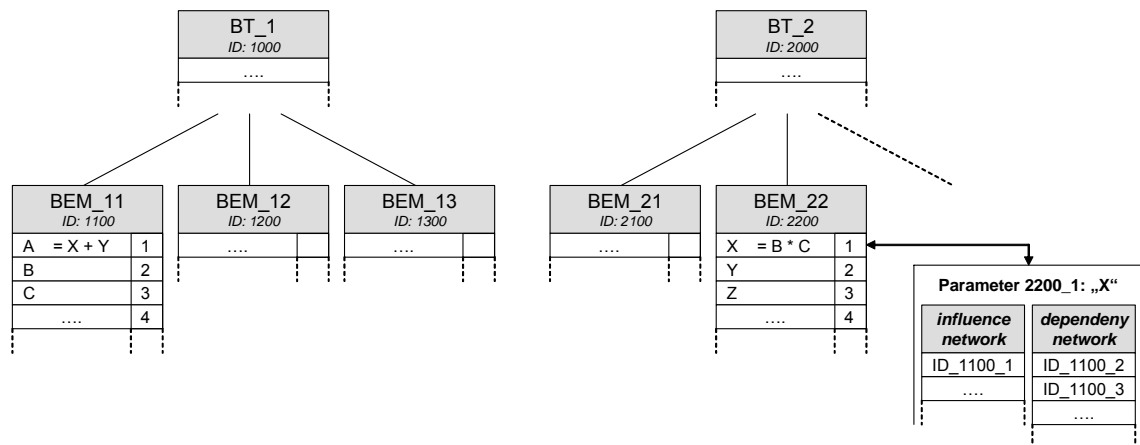 BT_1
ID: 1000
....
BT_2
ID: 2000
....
BEM_11
ID: 1100
A = X + Y 1
B 2
C 3
.... 4
BEM_12
ID: 1200
....
BEM_13
ID: 1300
....
BEM_21
ID: 2100
....
BEM_22
ID: 2200
X = B * C 1
Y 2
Z 3
.... 4
Parameter 2200_1: „X“
influence
network
ID_1100_1
....
dependeny
network
ID_1100_2
ID_1100_3
....